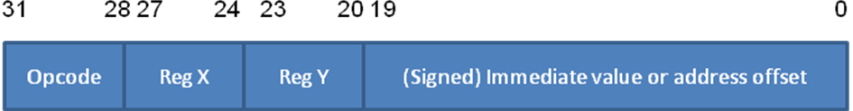 31 28 27 24 23 20 19 0
Opcode Reg X Reg Y (Signed) Immediate value or address offset